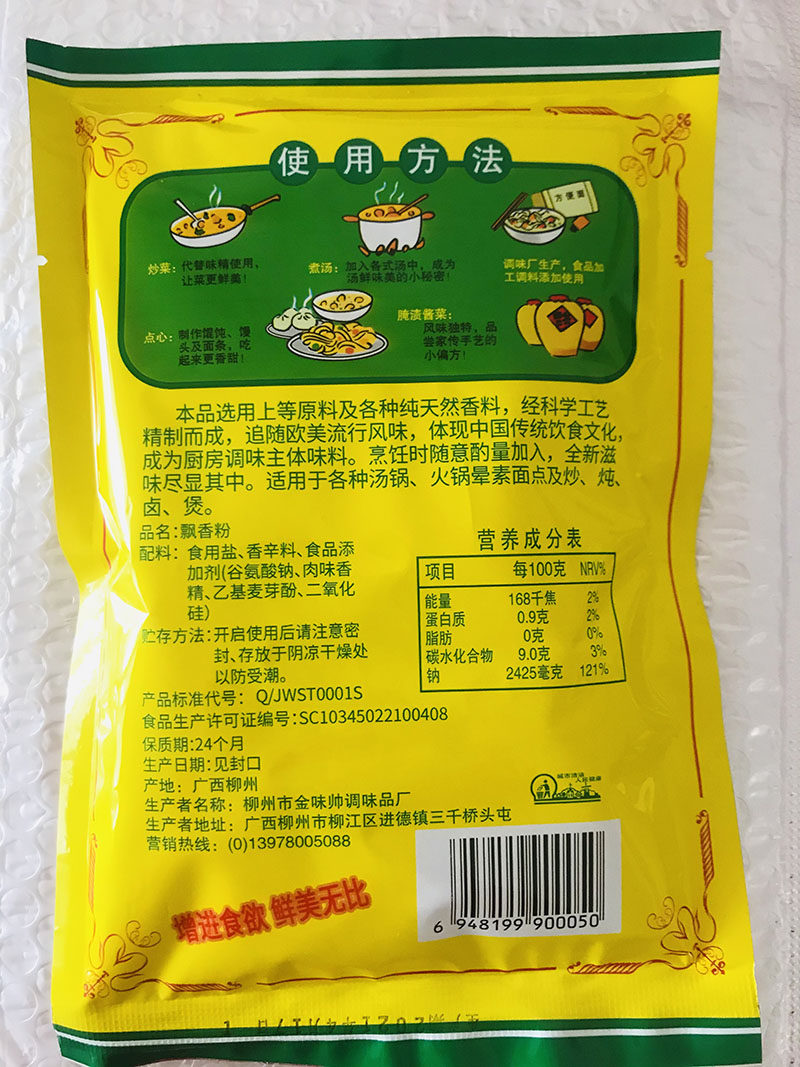 使用方法
方便面
炒菜：代替味精使用，
让菜更鲜美！
煮汤：加入各式汤中，成为
汤鲜味美的小秘密！
调味厂生产，食品加
工调料添加使用
点心：制作馄饨、馒
头及面条，吃
起来更香甜！
腌渍酱菜：
风味独特，品
尝家传手艺的
小偏方！
本品选用上等原料及各种纯天然香料，经科学工艺
精制而成，追随欧美流行风味，体现中国传统饮食文化，
成为厨房调味主体味料。烹饪时随意酌量加入，全新滋
味尽显其中。适用于各种汤锅、火锅晕素面点及炒、炖、
卤、煲。
品名：飘香粉
配料：食用盐、香辛料、食品添
加剂(谷氨酸钠、肉味香
精、乙基麦芽酚、二氧化
硅)
贮存方法：开启使用后请注意密
封、存放于阴凉干燥处
以防受潮。
产品标准代号：Q/JWST0001S
食品生产许可证编号：SC10345022100408
保质期：24个月
生产日期：见封口
产地：广西柳州
生产者名称：柳州市金味帅调味品厂
生产者地址：广西柳州市柳江区进德镇三千桥头屯
营销热线：(0)13978005088
营养成分表
项目 每100克 NRV%
能量 168千焦 2%
蛋白质 0.9克 2%
脂肪 0克 0%
碳水化合物 9.0克 3%
钠 2425毫克 121%
城市清洁
人民健康
6 948199 900050
增进食欲 鲜美无比